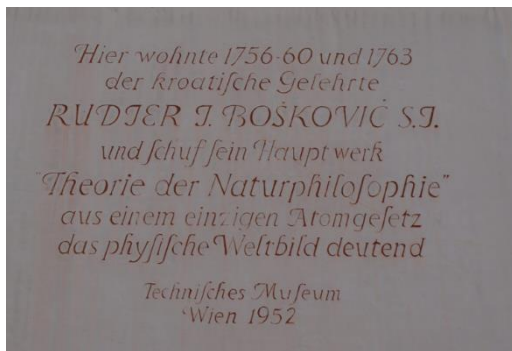 Hier wohnte 1756-60 und 1763
der kroatiſche Gelehrte
RUDJER J. BOŠKOVIĆ S.J.
und ſchuf ſein Hauptwerk
"Theorie der Naturphiloſophie"
aus einem einzigen Atomgeſetz
das phyſiſche Weltbild deutend
Techniſches Muſeum
Wien 1952